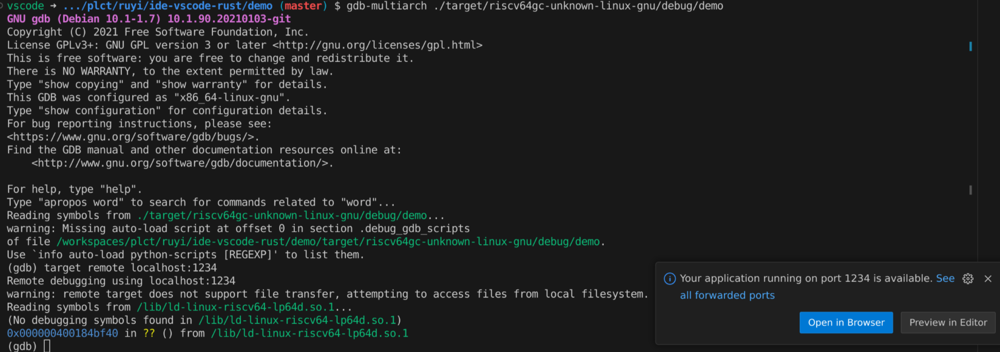 vscode → .../plct/ruyi/ide-vscode-rust/demo (master) $ gdb-multiarch ./target/riscv64gc-unknown-linux-gnu/debug/demo
GNU gdb (Debian 10.1-1.7) 10.1.90.20210103-git
Copyright (C) 2021 Free Software Foundation, Inc.
License GPLv3+: GNU GPL version 3 or later <http://gnu.org/licenses/gpl.html>
This is free software: you are free to change and redistribute it.
There is NO WARRANTY, to the extent permitted by law.
Type "show copying" and "show warranty" for details.
This GDB was configured as "x86_64-linux-gnu".
Type "show configuration" for configuration details.
For bug reporting instructions, please see:
<https://www.gnu.org/software/gdb/bugs/>.
Find the GDB manual and other documentation resources online at:
    <http://www.gnu.org/software/gdb/documentation/>.

For help, type "help".
Type "apropos word" to search for commands related to "word"...
Reading symbols from ./target/riscv64gc-unknown-linux-gnu/debug/demo...
warning: Missing auto-load script at offset 0 in section .debug_gdb_scripts
of file /workspaces/plct/ruyi/ide-vscode-rust/demo/target/riscv64gc-unknown-linux-gnu/debug/demo.
Use `info auto-load python-scripts [REGEXP]' to list them.
(gdb) target remote localhost:1234
Remote debugging using localhost:1234
warning: remote target does not support file transfer, attempting to access files from local filesystem.
Reading symbols from /lib/ld-linux-riscv64-lp64d.so.1...
(No debugging symbols found in /lib/ld-linux-riscv64-lp64d.so.1)
0x000000400184bf40 in ?? () from /lib/ld-linux-riscv64-lp64d.so.1
(gdb)
Your application running on port 1234 is available. See
all forwarded ports
Open in Browser
Preview in Editor